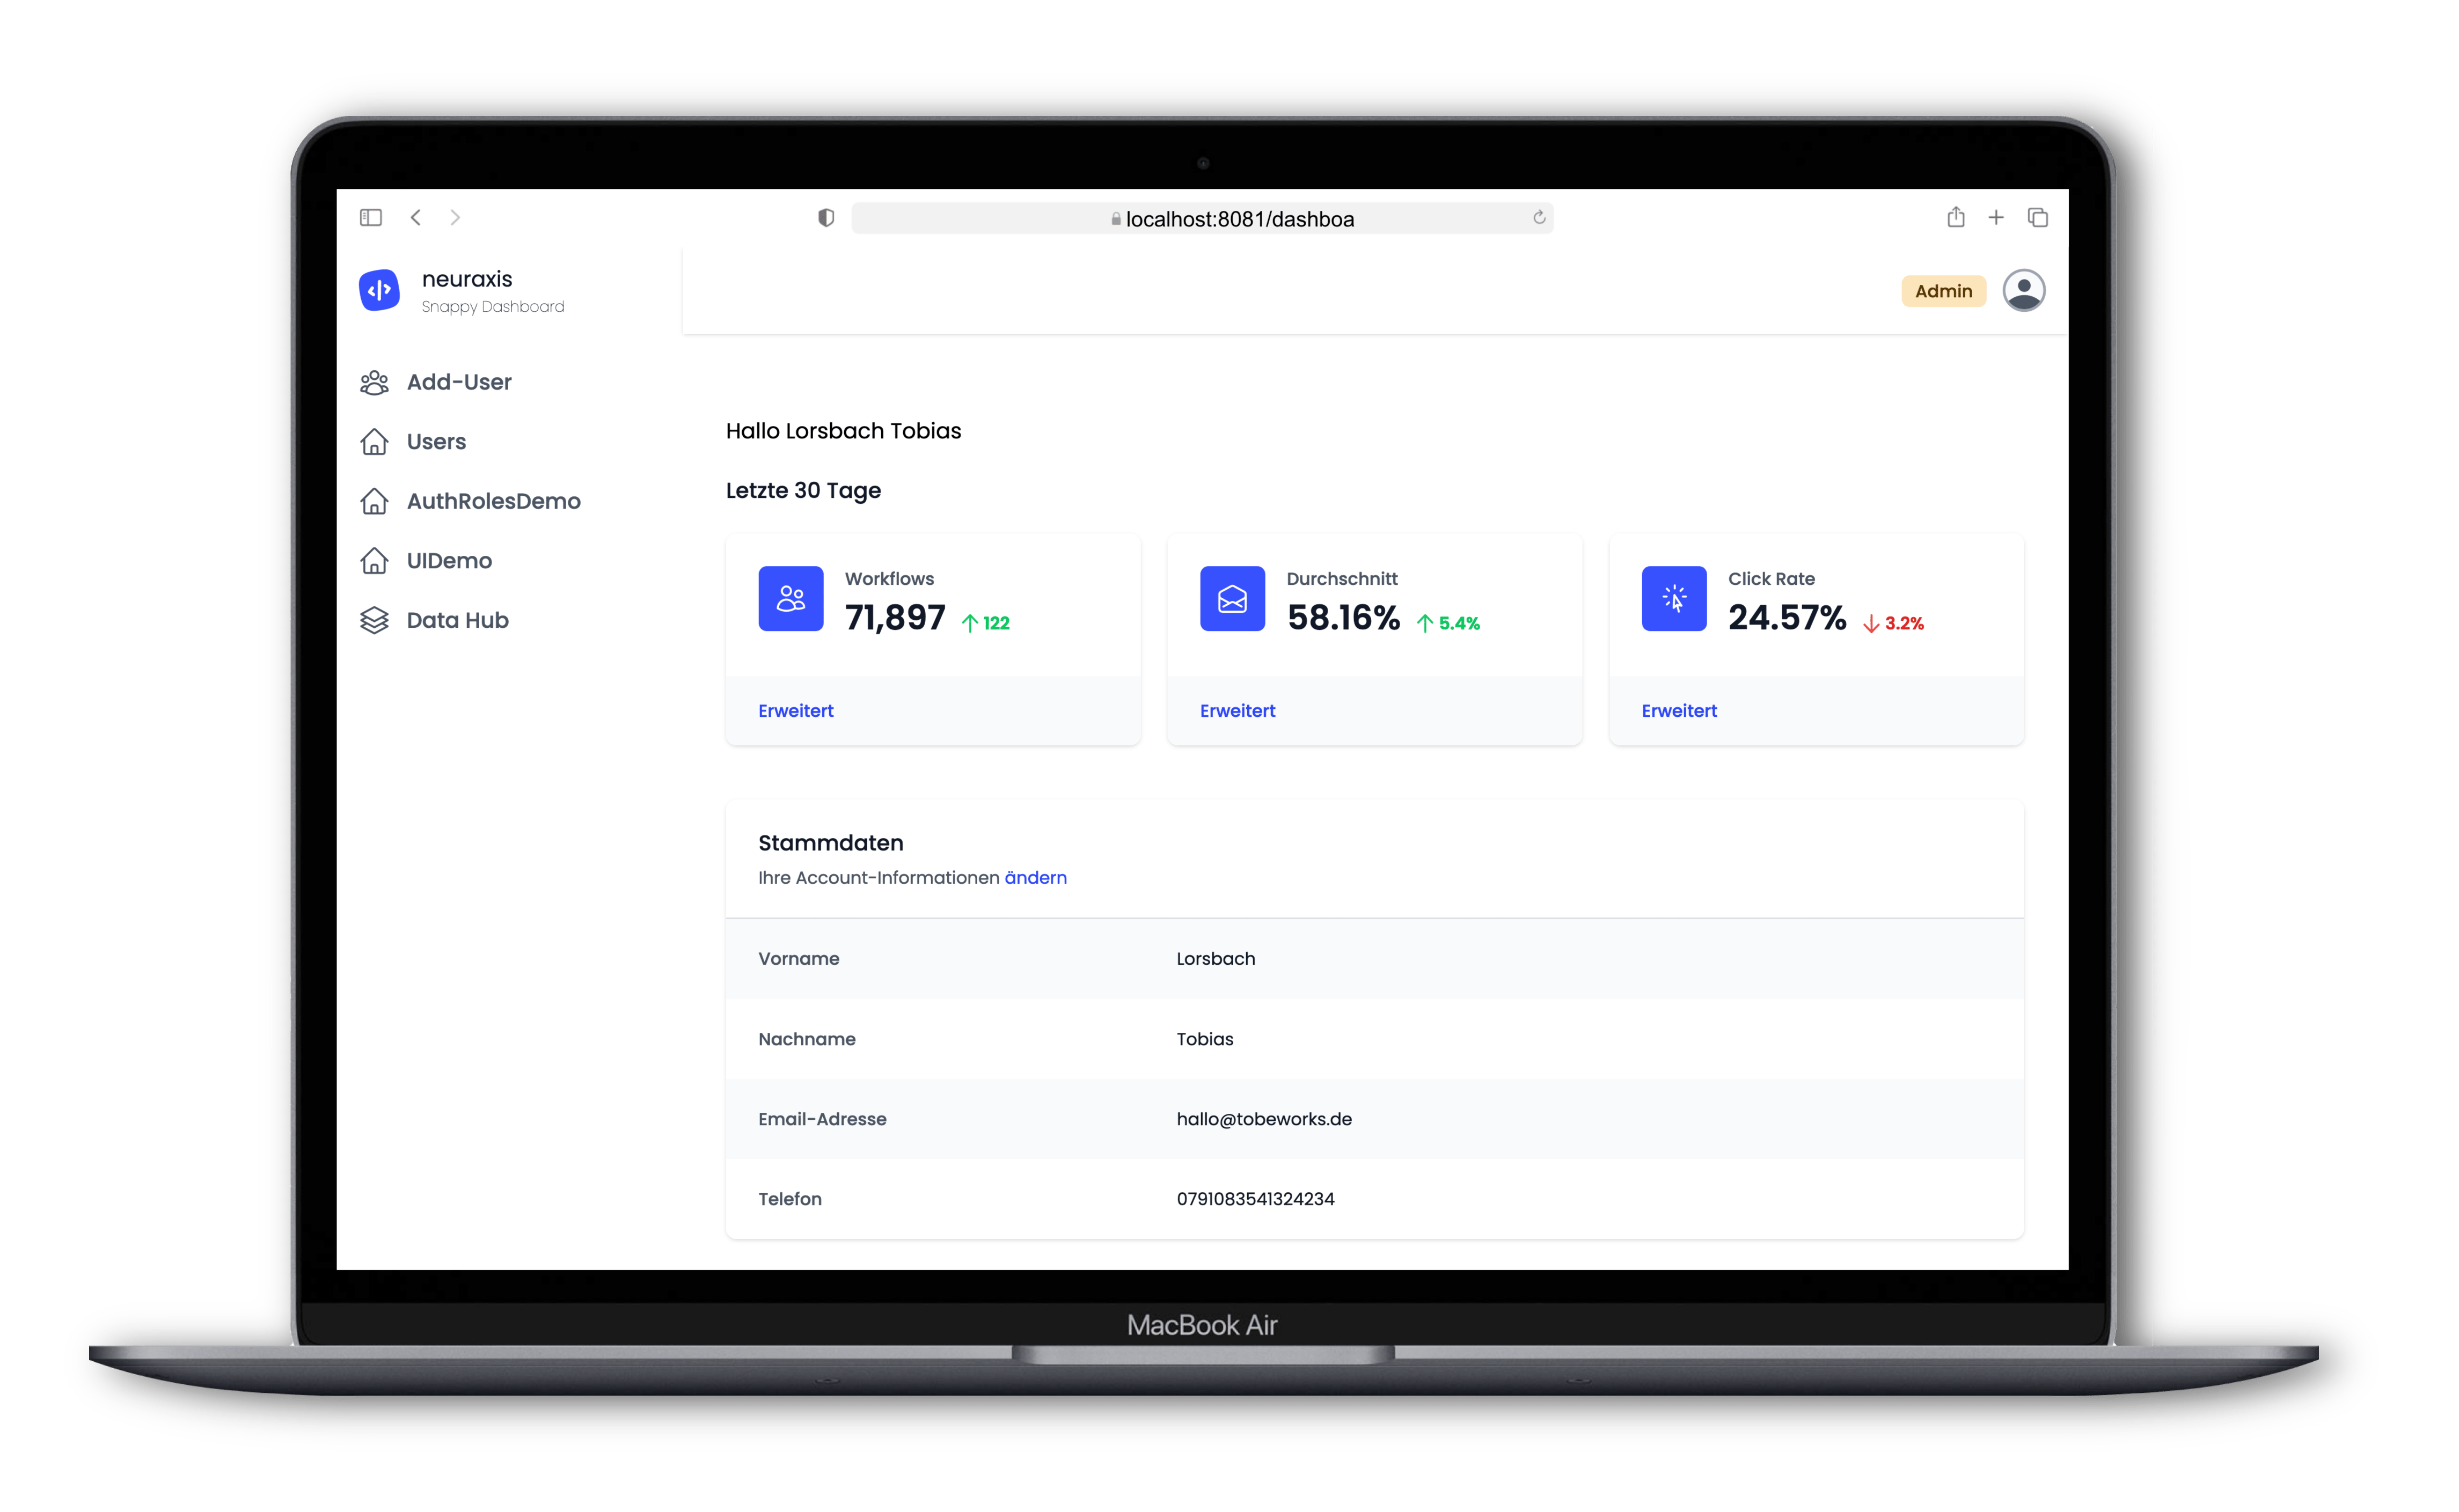 localhost:8081/dashboa
neuraxis
Snappy Dashboard
Admin
Add-User
Users
AuthRolesDemo
UIDemo
Data Hub
Hallo Lorsbach Tobias
Letzte 30 Tage
Workflows
71,897 ↑ 122
Erweitert
Durchschnitt
58.16% ↑ 5.4%
Erweitert
Click Rate
24.57% ↓ 3.2%
Erweitert
Stammdaten
Ihre Account-Informationen ändern
Vorname Lorsbach
Nachname Tobias
Email-Adresse hallo@tobeworks.de
Telefon 0791083541324234
MacBook Air